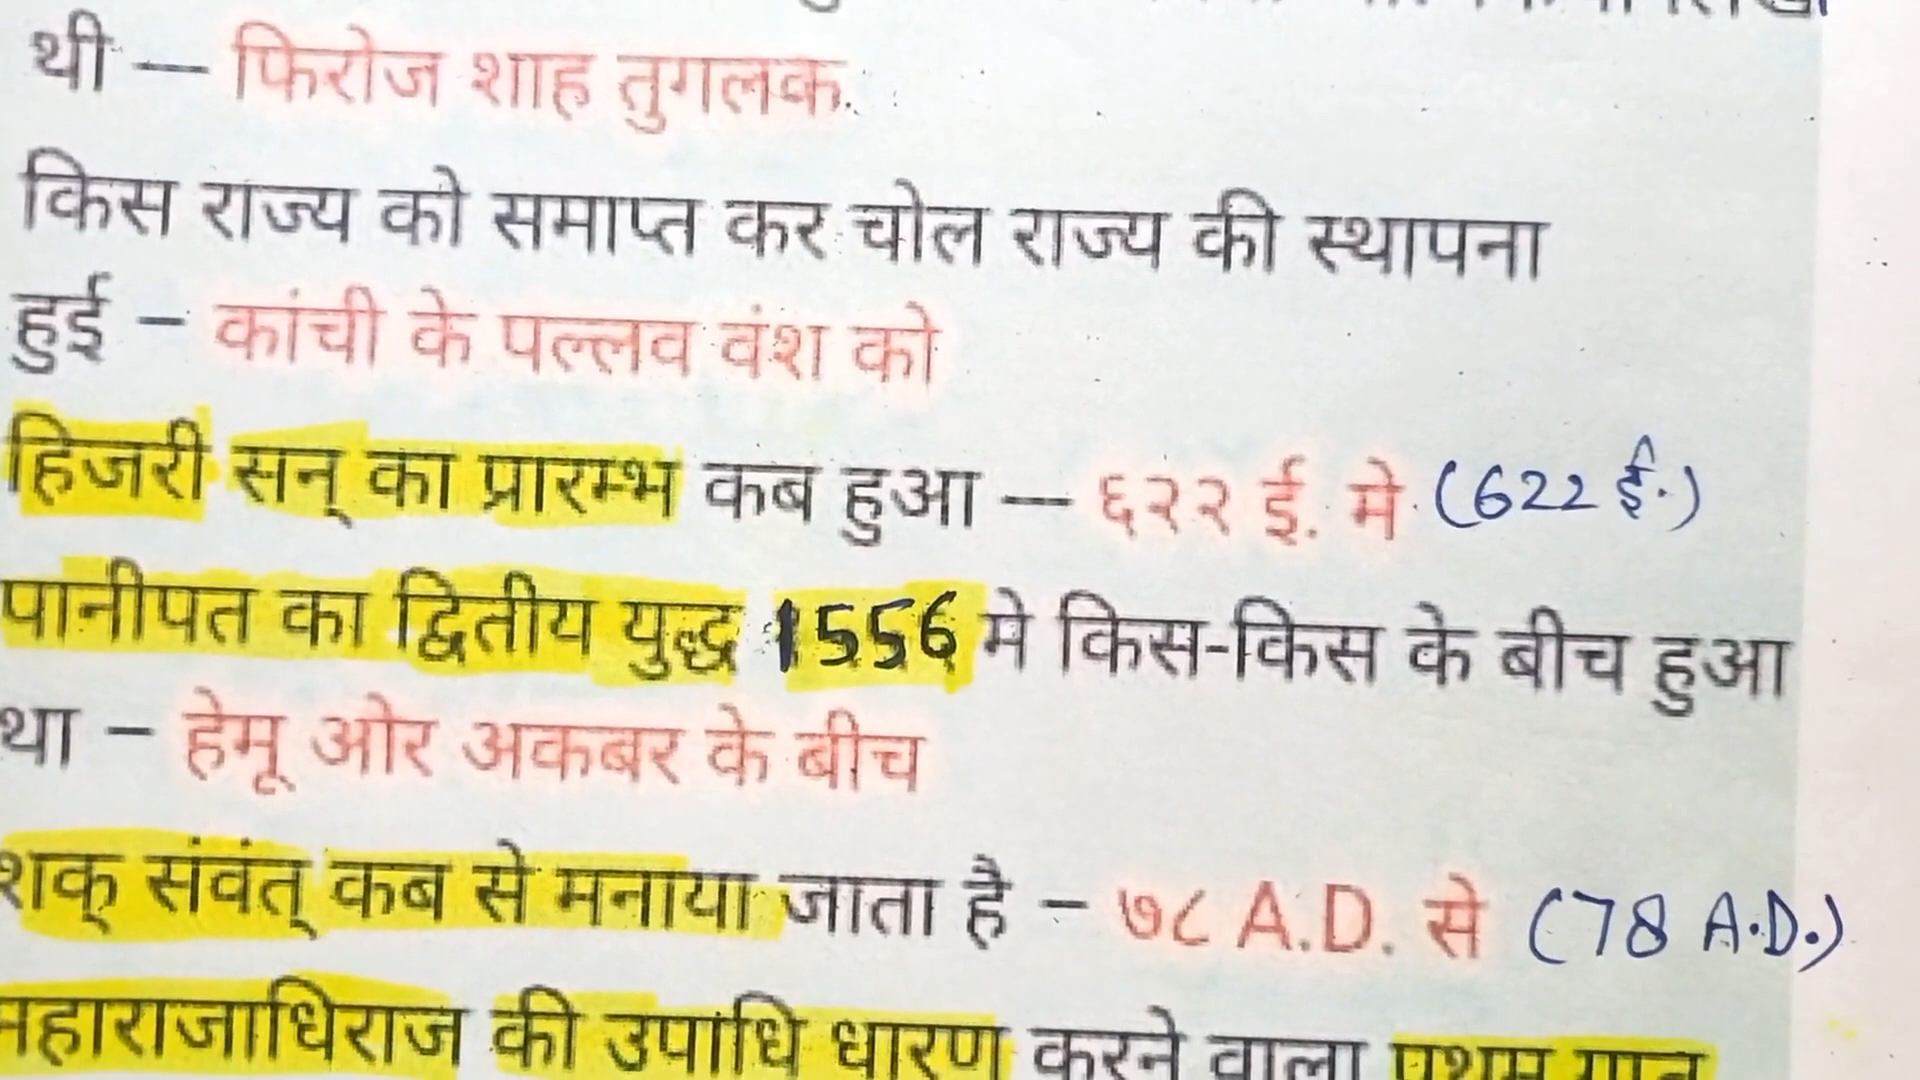 थी — फिरोज शाह तुगलक.
किस राज्य को समाप्त कर चोल राज्य की स्थापना
हुई – कांची के पल्लव वंश को
हिजरी सन् का प्रारम्भ कब हुआ — ६२२ ई. मे (622 ई.)
पानीपत का द्वितीय युद्ध 1556 मे किस-किस के बीच हुआ
था – हेमू ओर अकबर के बीच
शक् संवंत् कब से मनाया जाता है – ७८ A.D. से (78 A.D.)
महाराजाधिराज की उपाधि धारण करने वाला प्रथम